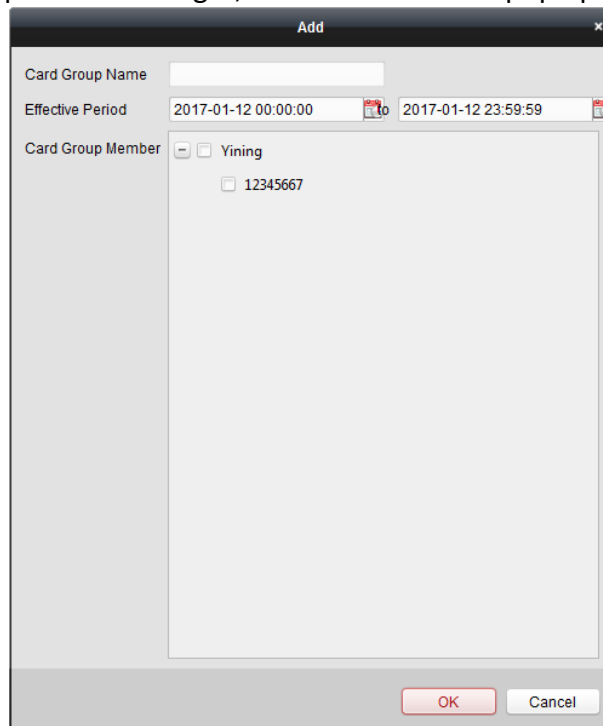 Add ×
Card Group Name
Effective Period 2017-01-12 00:00:00 to 2017-01-12 23:59:59
Card Group Member Yining
12345667
OK Cancel